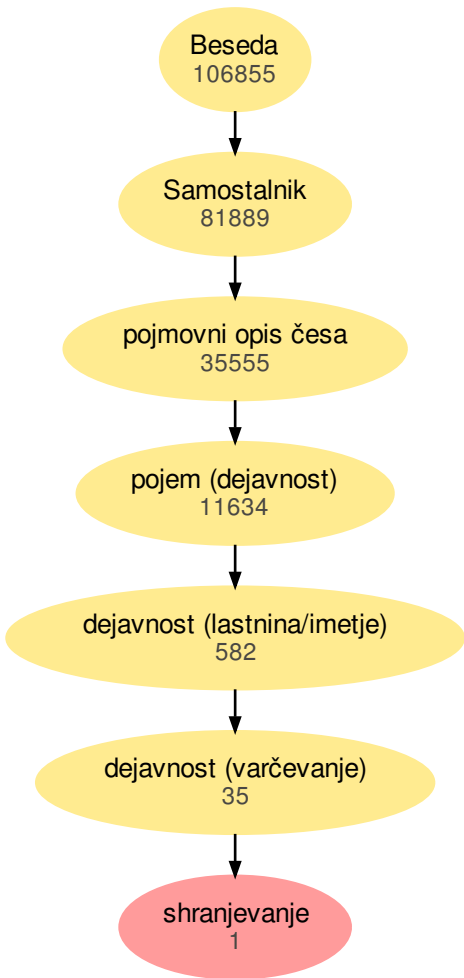 Beseda
106855
Samostalnik
81889
pojmovni opis česa
35555
pojem (dejavnost)
11634
dejavnost (lastnina/imetje)
582
dejavnost (varčevanje)
35
shranjevanje
1